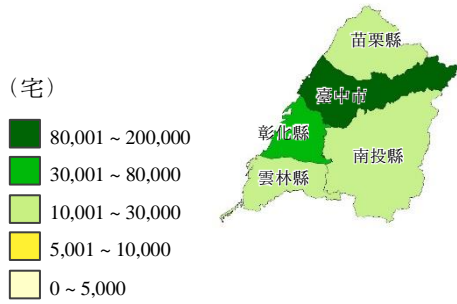 苗栗縣
(宅)
臺中市
80,001 ~ 200,000
彰化縣
南投縣
30,001 ~ 80,000
雲林縣
10,001 ~ 30,000
5,001 ~ 10,000
0 ~ 5,000